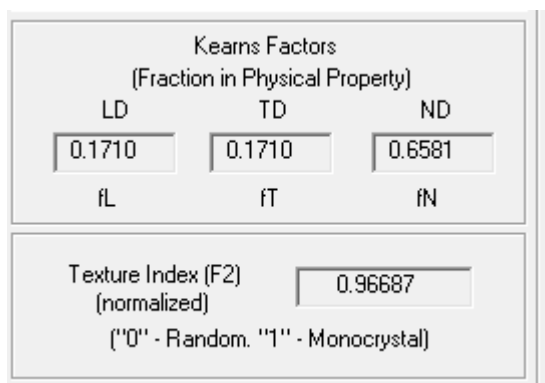 Kearns Factors
(Fraction in Physical Property)
LD TD ND
0.1710 0.1710 0.6581
fL fT fN
Texture Index (F2) 0.96687
(normalized)
("0" - Random. "1" - Monocrystal)